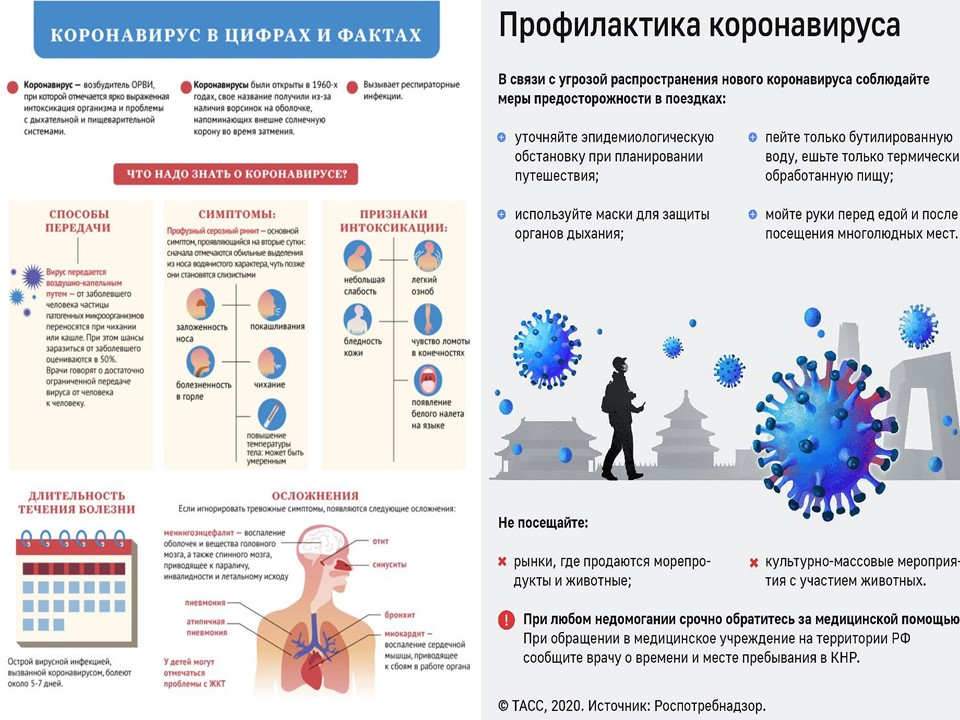 КОРОНАВИРУС В ЦИФРАХ И ФАКТАХ
Коронавирус — возбудитель ОРВИ,
при которой отмечается ярко выраженная
интоксикация организма и проблемы
с дыхательной и пищеварительной
системами.
Коронавирусы были открыты в 1960-х
годах, свое название получили из-за
наличия ворсинок на оболочке,
напоминающих внешне солнечную
корону во время затмения.
Вызывает респираторные
инфекции.
ЧТО НАДО ЗНАТЬ О КОРОНАВИРУСЕ?
СПОСОБЫ
ПЕРЕДАЧИ
Вирус передается
воздушно-капельным
путем — от заболевшего
человека частицы
патогенных микроорганизмов
переносятся при чихании
или кашле. При этом шансы
заразиться от заболевшего
оцениваются в 50%.
Врачи говорят о достаточно
ограниченной передаче
вируса от человека
к человеку.
СИМПТОМЫ:
Профузный серозный ринит — основной
симптом, проявляющийся на вторые сутки:
сначала отмечаются обильные выделения
из носа водянистого характера, чуть позже
они становятся слизистыми
заложенность
носа
покашливания
болезненность
в горле
чихание
повышение
температуры
тела: может быть
умеренным
ПРИЗНАКИ
ИНТОКСИКАЦИИ:
небольшая
слабость
легкий
озноб
бледность
кожи
чувство ломоты
в конечностях
появление
белого налета
на языке
ДЛИТЕЛЬНОСТЬ
ТЕЧЕНИЯ БОЛЕЗНИ
Острой вирусной инфекцией,
вызванной коронавирусом, болеют
около 5-7 дней.
ОСЛОЖНЕНИЯ
Если игнорировать тревожные симптомы, появляются следующие осложнения:
менингоэнцефалит — воспаление
оболочек и вещества головного
мозга, а также спинного мозга,
приводящее к параличу,
инвалидности и летальному исходу
отит
синуситы
пневмония
атипичная
пневмония
бронхит
миокардит —
воспаление сердечной
мышцы, приводящее
к сбоям в работе органа
У детей могут
отмечаться
проблемы с ЖКТ
Профилактика коронавируса
В связи с угрозой распространения нового коронавируса соблюдайте
меры предосторожности в поездках:
уточняйте эпидемиологическую
обстановку при планировании
путешествия;
пейте только бутилированную
воду, ешьте только термически
обработанную пищу;
используйте маски для защиты
органов дыхания;
мойте руки перед едой и после
посещения многолюдных мест.
Не посещайте:
рынки, где продаются морепро-
дукты и животные;
культурно-массовые мероприя-
тия с участием животных.
При любом недомогании срочно обратитесь за медицинской помощью
При обращении в медицинское учреждение на территории РФ
сообщите врачу о времени и месте пребывания в КНР.
© ТАСС, 2020. Источник: Роспотребнадзор.